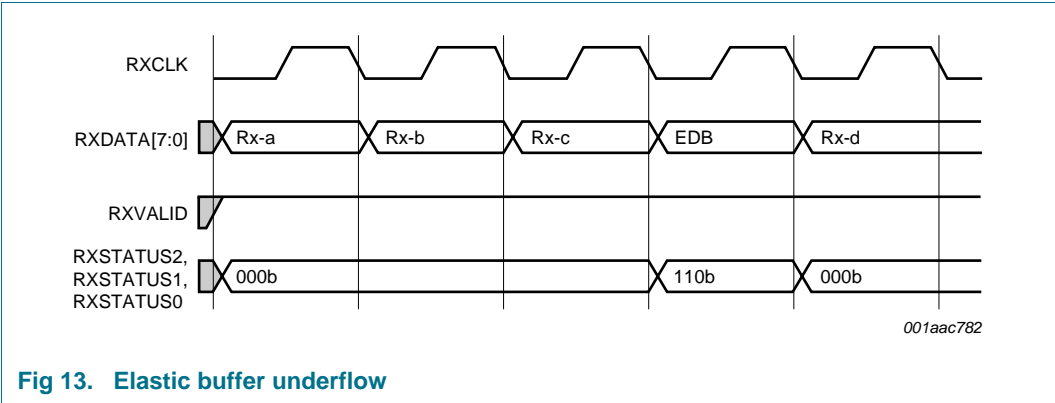 RXCLK
RXDATA[7:0] Rx-a Rx-b Rx-c EDB Rx-d
RXVALID
RXSTATUS2,
RXSTATUS1, 000b 110b 000b
RXSTATUS0
001aac782
Fig 13. Elastic buffer underflow